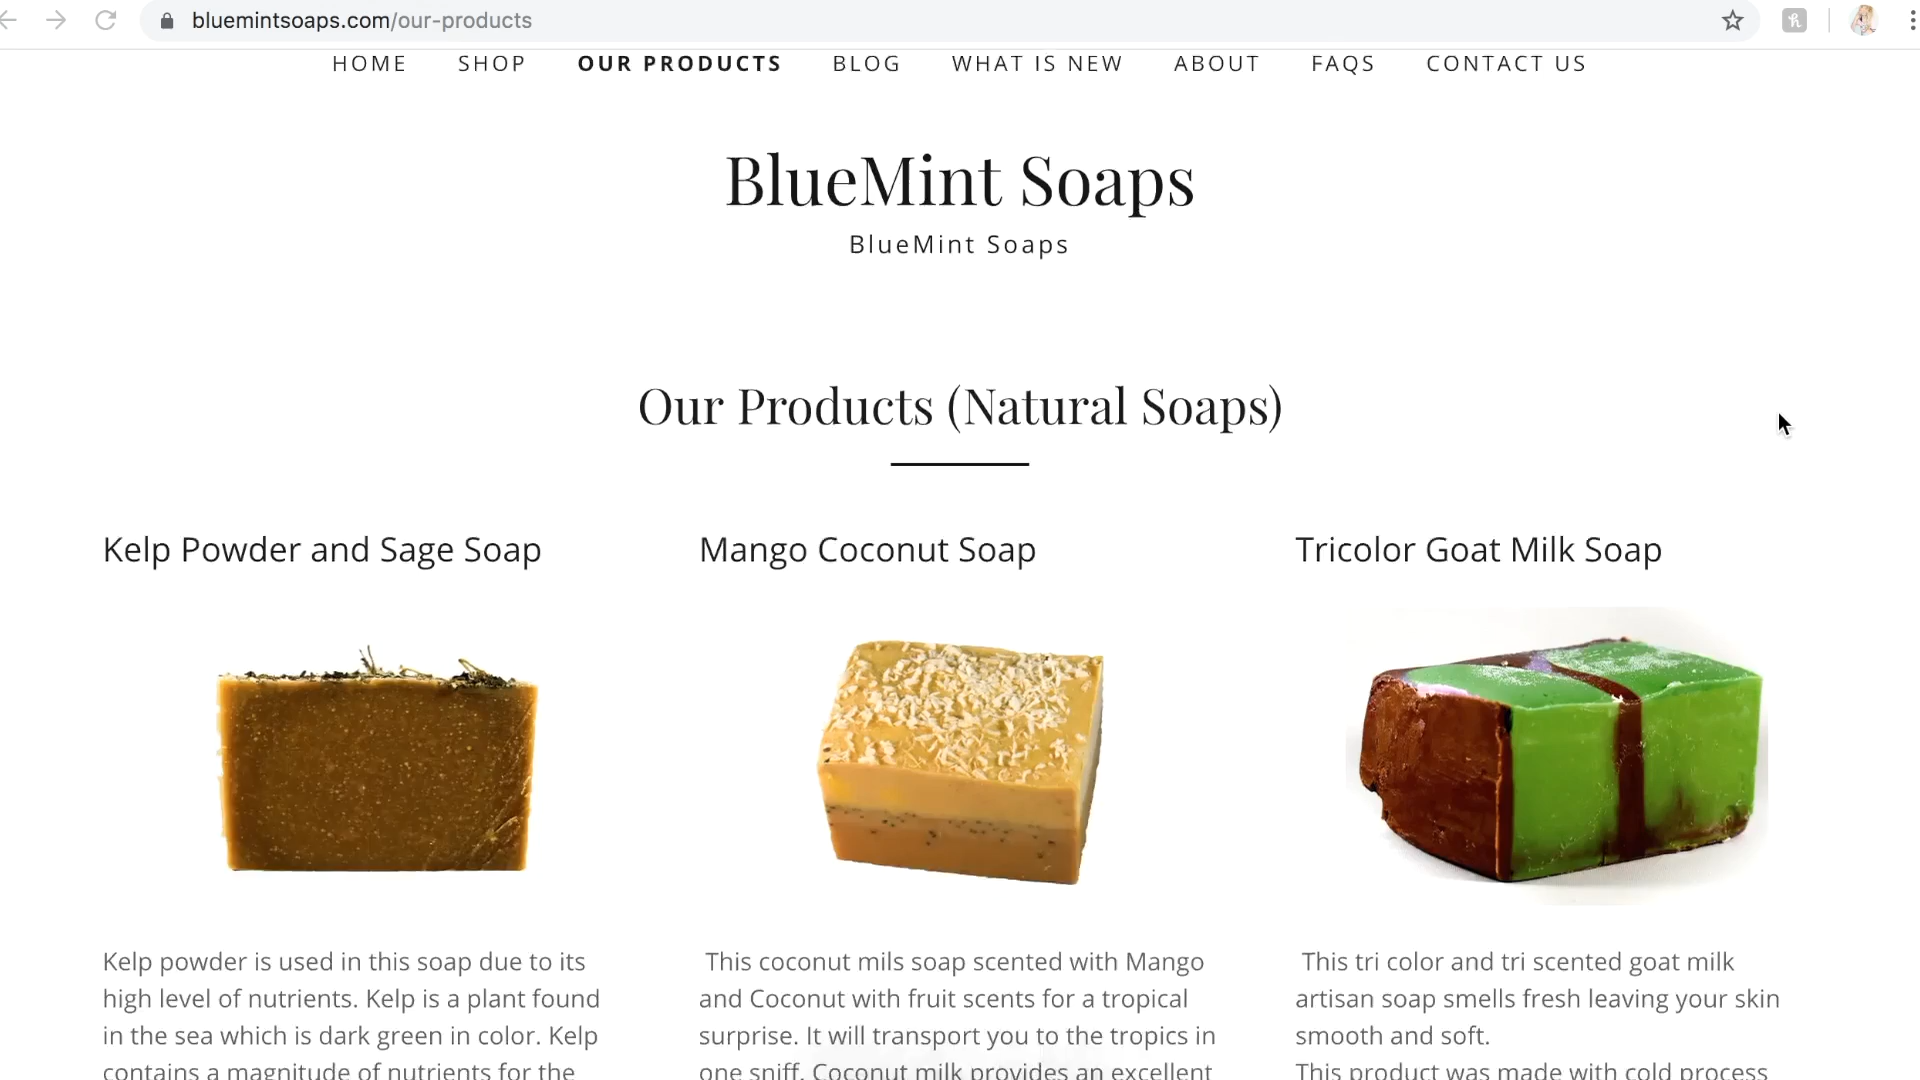 bluemintsoaps.com/our-products
HOME SHOP OUR PRODUCTS BLOG WHAT IS NEW ABOUT FAQS CONTACT US
BlueMint Soaps
BlueMint Soaps
Our Products (Natural Soaps)
Kelp Powder and Sage Soap
Kelp powder is used in this soap due to its
high level of nutrients. Kelp is a plant found
in the sea which is dark green in color. Kelp
contains a magnitude of nutrients for the
Mango Coconut Soap
This coconut mils soap scented with Mango
and Coconut with fruit scents for a tropical
surprise. It will transport you to the tropics in
one sniff. Coconut milk provides an excellent
Tricolor Goat Milk Soap
This tri color and tri scented goat milk
artisan soap smells fresh leaving your skin
smooth and soft.
This product was made with cold process